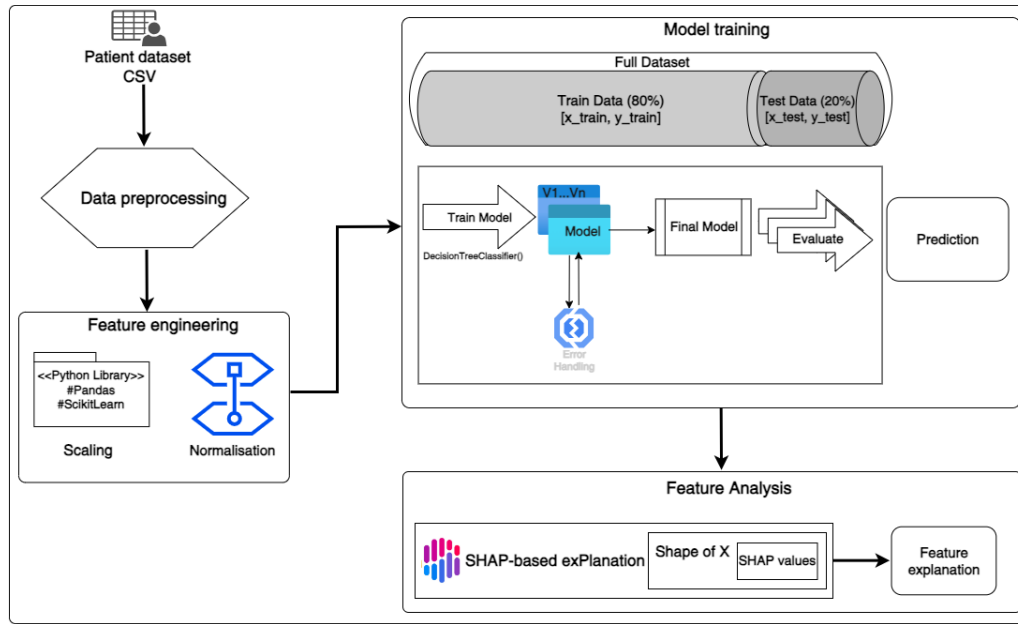 Patient dataset
CSV
Data preprocessing
Feature engineering
<<Python Library>>
#Pandas
#ScikitLearn
Scaling
Normalisation
Model training
Full Dataset
Train Data (80%)
[x_train, y_train]
Test Data (20%)
[x_test, y_test]
Train Model
DecisionTreeClassifier()
V1...Vn
Model
Error
Handling
Final Model
Evaluate
Prediction
Feature Analysis
SHAP-based exPlanation
Shape of X
SHAP values
Feature
explanation